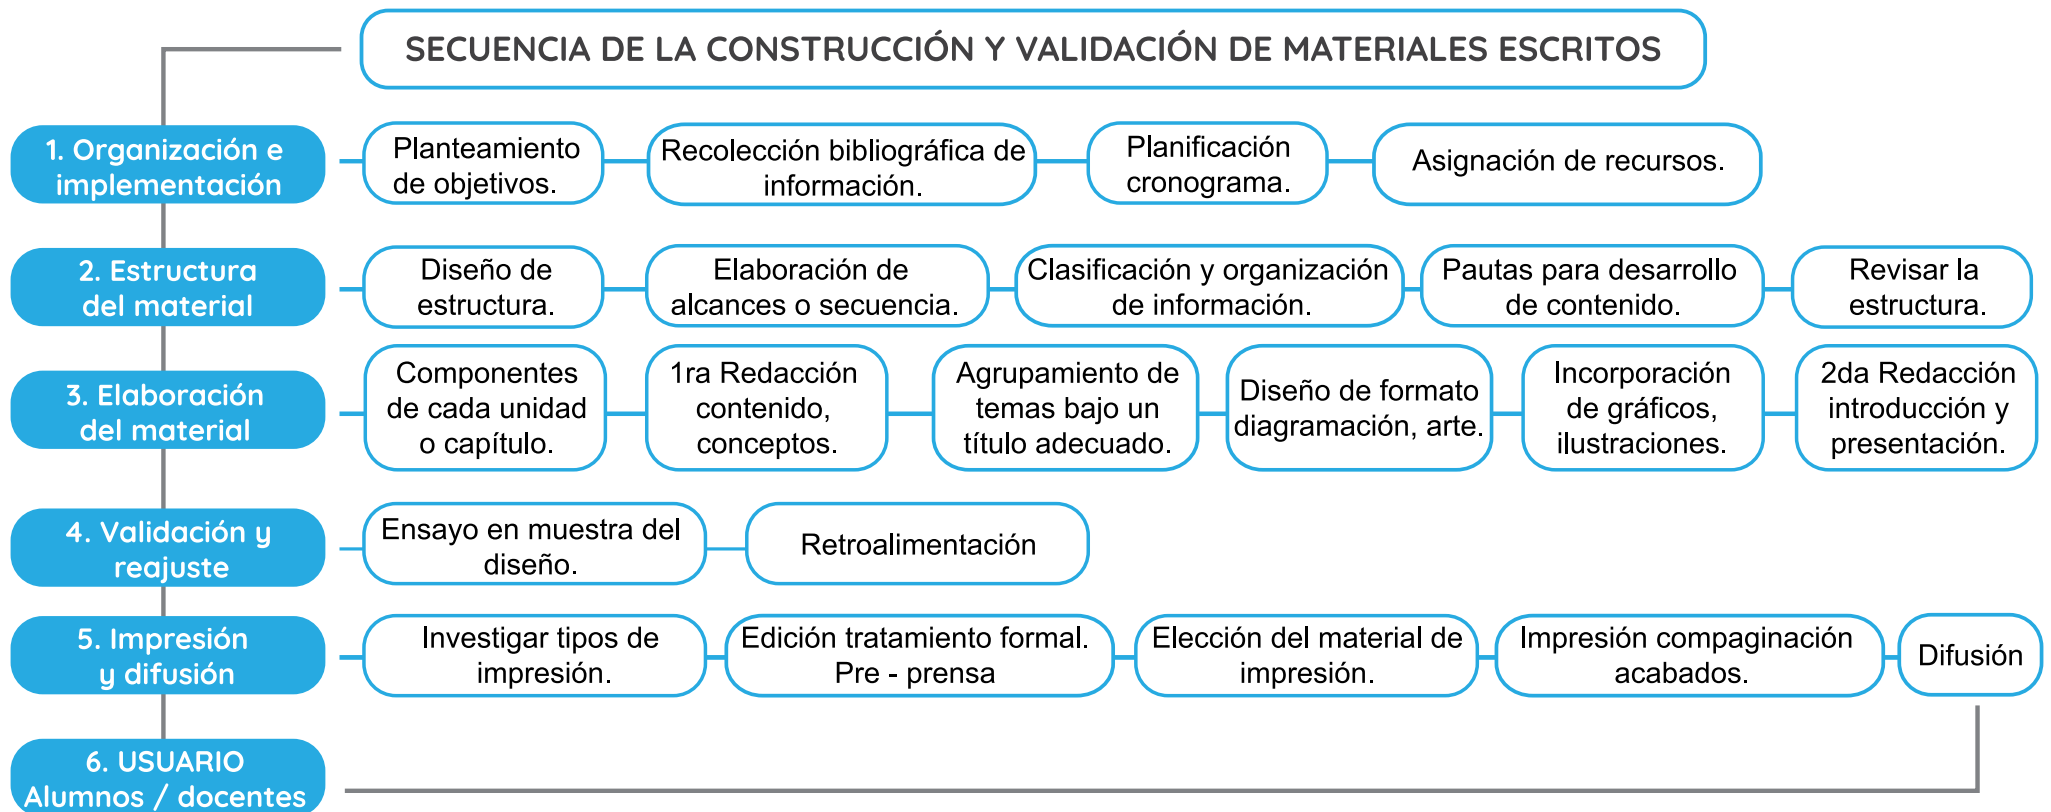 SECUENCIA DE LA CONSTRUCCIÓN Y VALIDACIÓN DE MATERIALES ESCRITOS
1. Organización e
implementación
Planteamiento
de objetivos.
Recolección bibliográfica de
información.
Planificación
cronograma.
Asignación de recursos.
2. Estructura
del material
Diseño de
estructura.
Elaboración de
alcances o secuencia.
Clasificación y organización
de información.
Pautas para desarrollo
de contenido.
Revisar la
estructura.
3. Elaboración
del material
Componentes
de cada unidad
o capítulo.
1ra Redacción
contenido,
conceptos.
Agrupamiento de
temas bajo un
título adecuado.
Diseño de formato
diagramación, arte.
Incorporación
de gráficos,
ilustraciones.
2da Redacción
introducción y
presentación.
4. Validación y
reajuste
Ensayo en muestra del
diseño.
Retroalimentación
5. Impresión
y difusión
Investigar tipos de
impresión.
Edición tratamiento formal.
Pre - prensa
Elección del material de
impresión.
Impresión compaginación
acabados.
Difusión
6. USUARIO
Alumnos / docentes